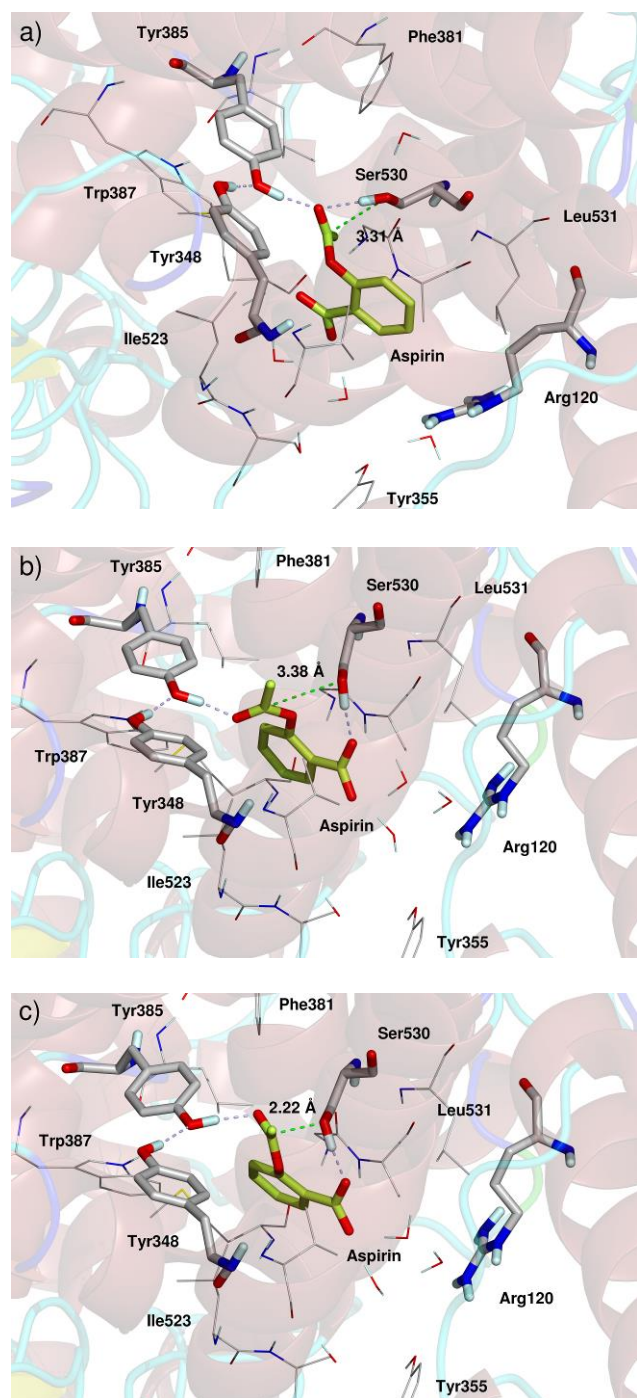 a)
Tyr385
Phe381
Ser530
Trp387
Leu531
3.31 Å
Tyr348
Ile523
Aspirin
Arg120
Tyr355
b)
Tyr385
Phe381
Ser530
Leu531
3.38 Å
Trp387
Tyr348
Aspirin
Arg120
Ile523
Tyr355
c)
Tyr385
Phe381
Ser530
2.22 Å
Leu531
Trp387
Tyr348
Aspirin
Arg120
Ile523
Tyr355